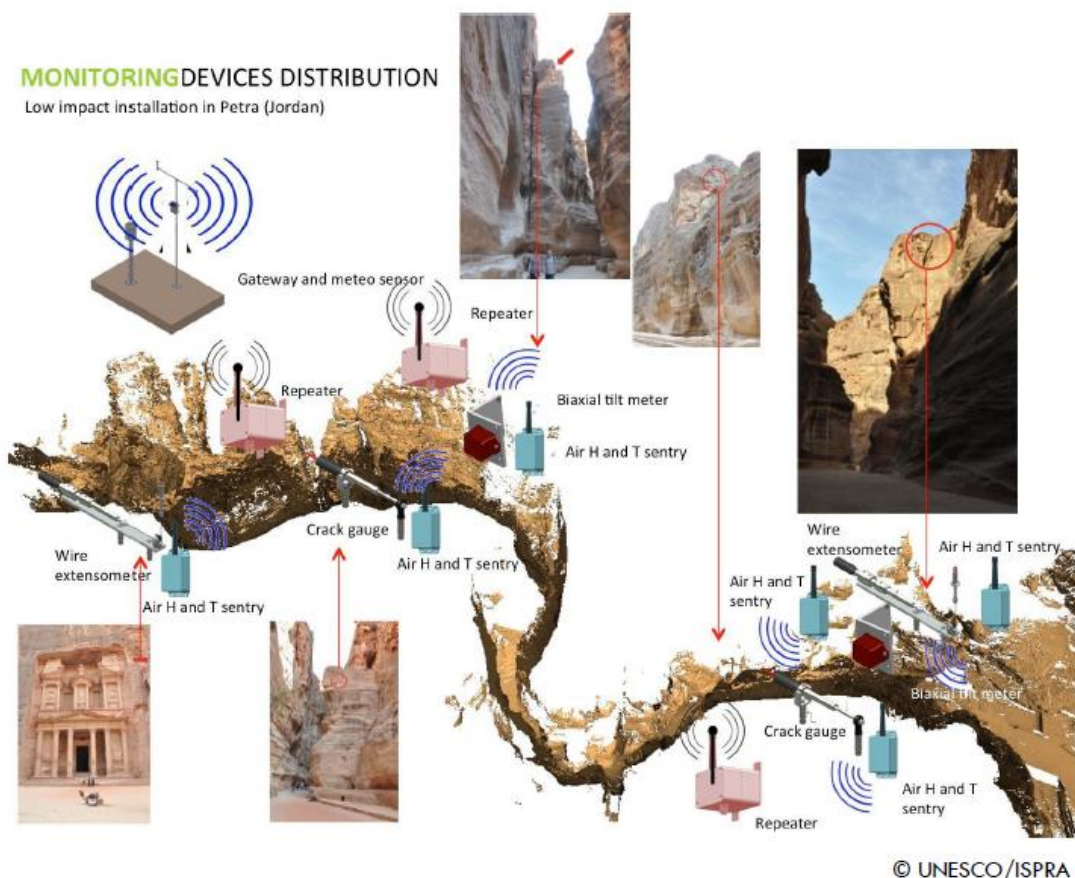 MONITORINGDEVICES DISTRIBUTION
Low impact installation in Petra (Jordan)
Gateway and meteo sensor
Repeater
Repeater
Biaxial tilt meter
Air H and T sentry
Crack gauge
Wire
extensometer
Air H and T sentry
Air H and T sentry
Wire
extensometer
Air H and T sentry
Air H and T
sentry
Biaxial tilt meter
Crack gauge
Air H and T
sentry
Repeater
© UNESCO/ISPRA